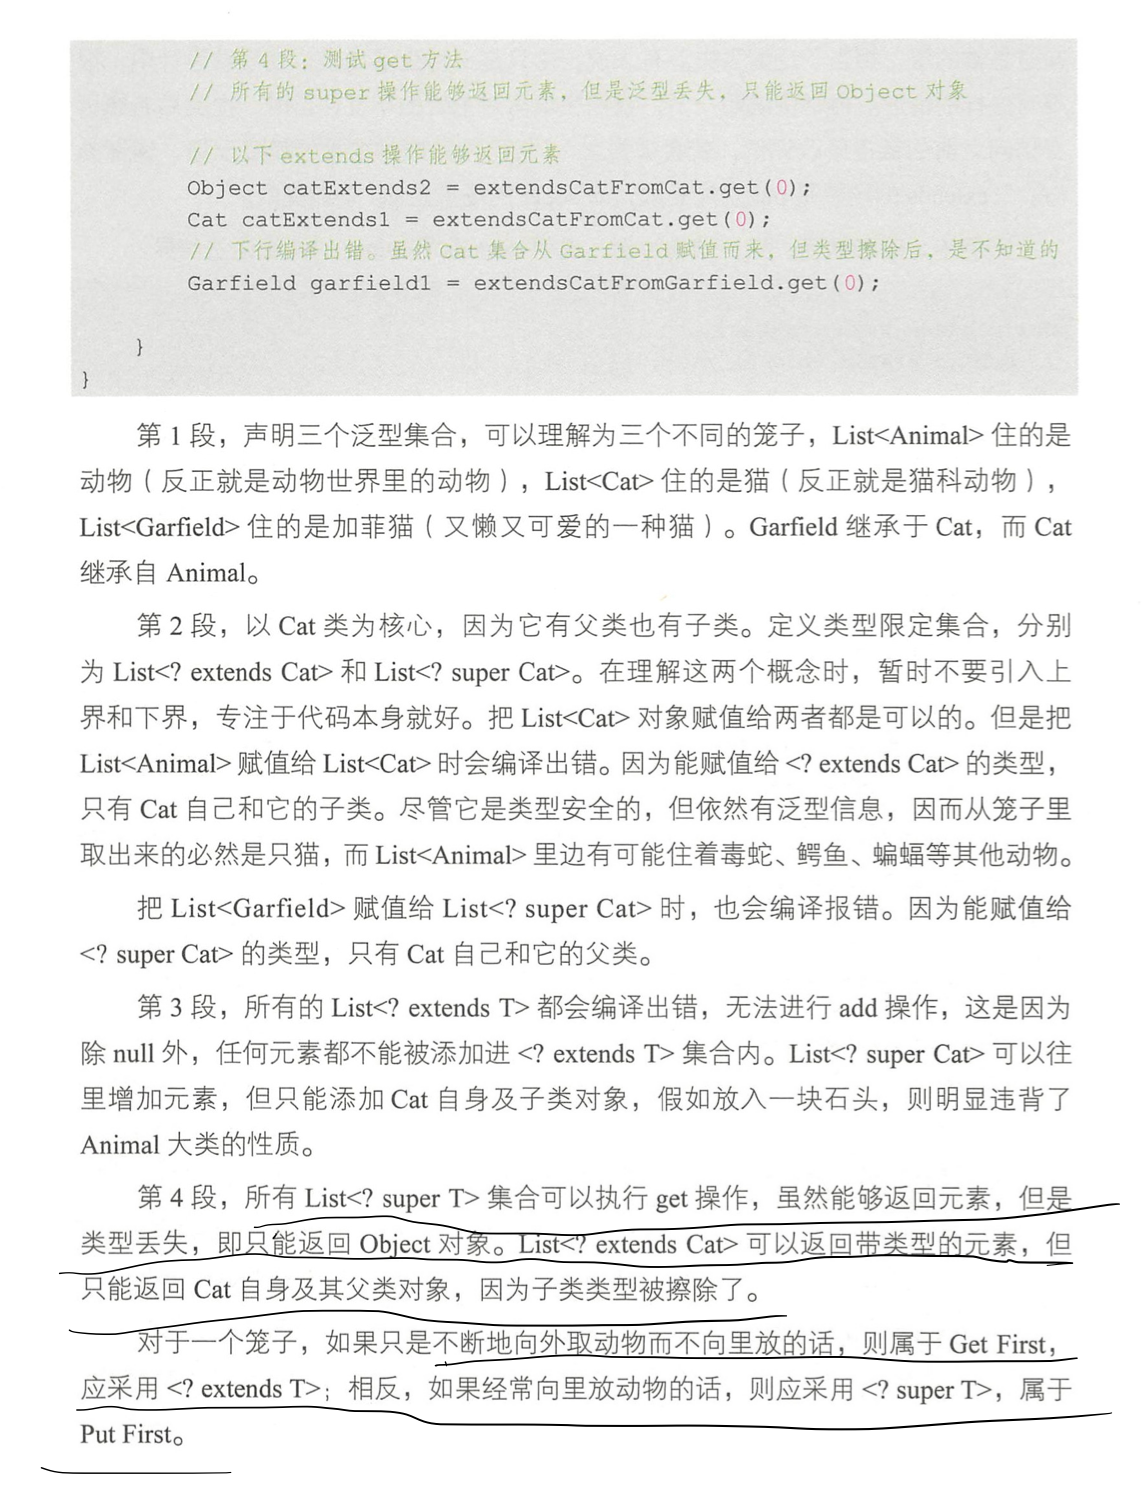 // 第 4 段：测试 get 方法
// 所有的 super 操作能够返回元素，但是泛型丢失，只能返回 Object 对象
// 以下 extends 操作能够返回元素
Object catExtends2 = extendsCatFromCat.get(0);
Cat catExtends1 = extendsCatFromCat.get(0);
// 下行编译出错。虽然 Cat 集合从 Garfield 赋值而来，但类型擦除后，是不知道的
Garfield garfield1 = extendsCatFromGarfield.get(0);
}
}
第 1 段，声明三个泛型集合，可以理解为三个不同的笼子，List<Animal> 住的是
动物（反正就是动物世界里的动物），List<Cat> 住的是猫（反正就是猫科动物），
List<Garfield> 住的是加菲猫（又懒又可爱的一种猫）。Garfield 继承于 Cat，而 Cat
继承自 Animal。
第 2 段，以 Cat 类为核心，因为它有父类也有子类。定义类型限定集合，分别
为 List<? extends Cat> 和 List<? super Cat>。在理解这两个概念时，暂时不要引入上
界和下界，专注于代码本身就好。把 List<Cat> 对象赋值给两者都是可以的。但是把
List<Animal> 赋值给 List<Cat> 时会编译出错。因为能赋值给 <? extends Cat> 的类型，
只有 Cat 自己和它的子类。尽管它是类型安全的，但依然有泛型信息，因而从笼子里
取出来的必然是只猫，而 List<Animal> 里边有可能住着毒蛇、鳄鱼、蝙蝠等其他动物。
把 List<Garfield> 赋值给 List<? super Cat> 时，也会编译报错。因为能赋值给
<? super Cat> 的类型，只有 Cat 自己和它的父类。
第 3 段，所有的 List<? extends T> 都会编译出错，无法进行 add 操作，这是因为
除 null 外，任何元素都不能被添加进 <? extends T> 集合内。List<? super Cat> 可以往
里增加元素，但只能添加 Cat 自身及子类对象，假如放入一块石头，则明显违背了
Animal 大类的性质。
第 4 段，所有 List<? super T> 集合可以执行 get 操作，虽然能够返回元素，但是
类型丢失，即只能返回 Object 对象。List<? extends Cat> 可以返回带类型的元素，但
只能返回 Cat 自身及其父类对象，因为子类类型被擦除了。
对于一个笼子，如果只是不断地向外取动物而不向里放的话，则属于 Get First，
应采用 <? extends T>；相反，如果经常向里放动物的话，则应采用 <? super T>，属于
Put First。